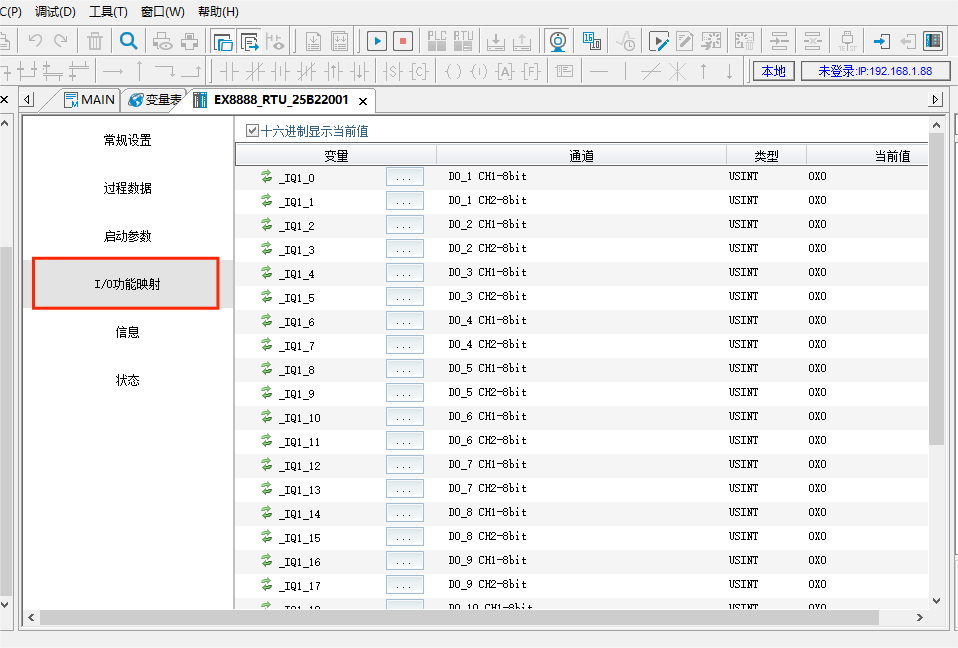 C(P) 调试(D) 工具(T) 窗口(W) 帮助(H)
PLC RTU
本地 未登录:IP:192.168.1.88
MAIN 变量表 EX8888_RTU_25B22001
常规设置
过程数据
启动参数
I/O功能映射
信息
状态
十六进制显示当前值
变量 通道 类型 当前值
_IQ1_0 ... DO_1 CH1-8bit USINT 0X0
_IQ1_1 ... DO_1 CH2-8bit USINT 0X0
_IQ1_2 ... DO_2 CH1-8bit USINT 0X0
_IQ1_3 ... DO_2 CH2-8bit USINT 0X0
_IQ1_4 ... DO_3 CH1-8bit USINT 0X0
_IQ1_5 ... DO_3 CH2-8bit USINT 0X0
_IQ1_6 ... DO_4 CH1-8bit USINT 0X0
_IQ1_7 ... DO_4 CH2-8bit USINT 0X0
_IQ1_8 ... DO_5 CH1-8bit USINT 0X0
_IQ1_9 ... DO_5 CH2-8bit USINT 0X0
_IQ1_10 ... DO_6 CH1-8bit USINT 0X0
_IQ1_11 ... DO_6 CH2-8bit USINT 0X0
_IQ1_12 ... DO_7 CH1-8bit USINT 0X0
_IQ1_13 ... DO_7 CH2-8bit USINT 0X0
_IQ1_14 ... DO_8 CH1-8bit USINT 0X0
_IQ1_15 ... DO_8 CH2-8bit USINT 0X0
_IQ1_16 ... DO_9 CH1-8bit USINT 0X0
_IQ1_17 ... DO_9 CH2-8bit USINT 0X0
_IQ1_18 DO_10 CH1-8bit USINT 0X0